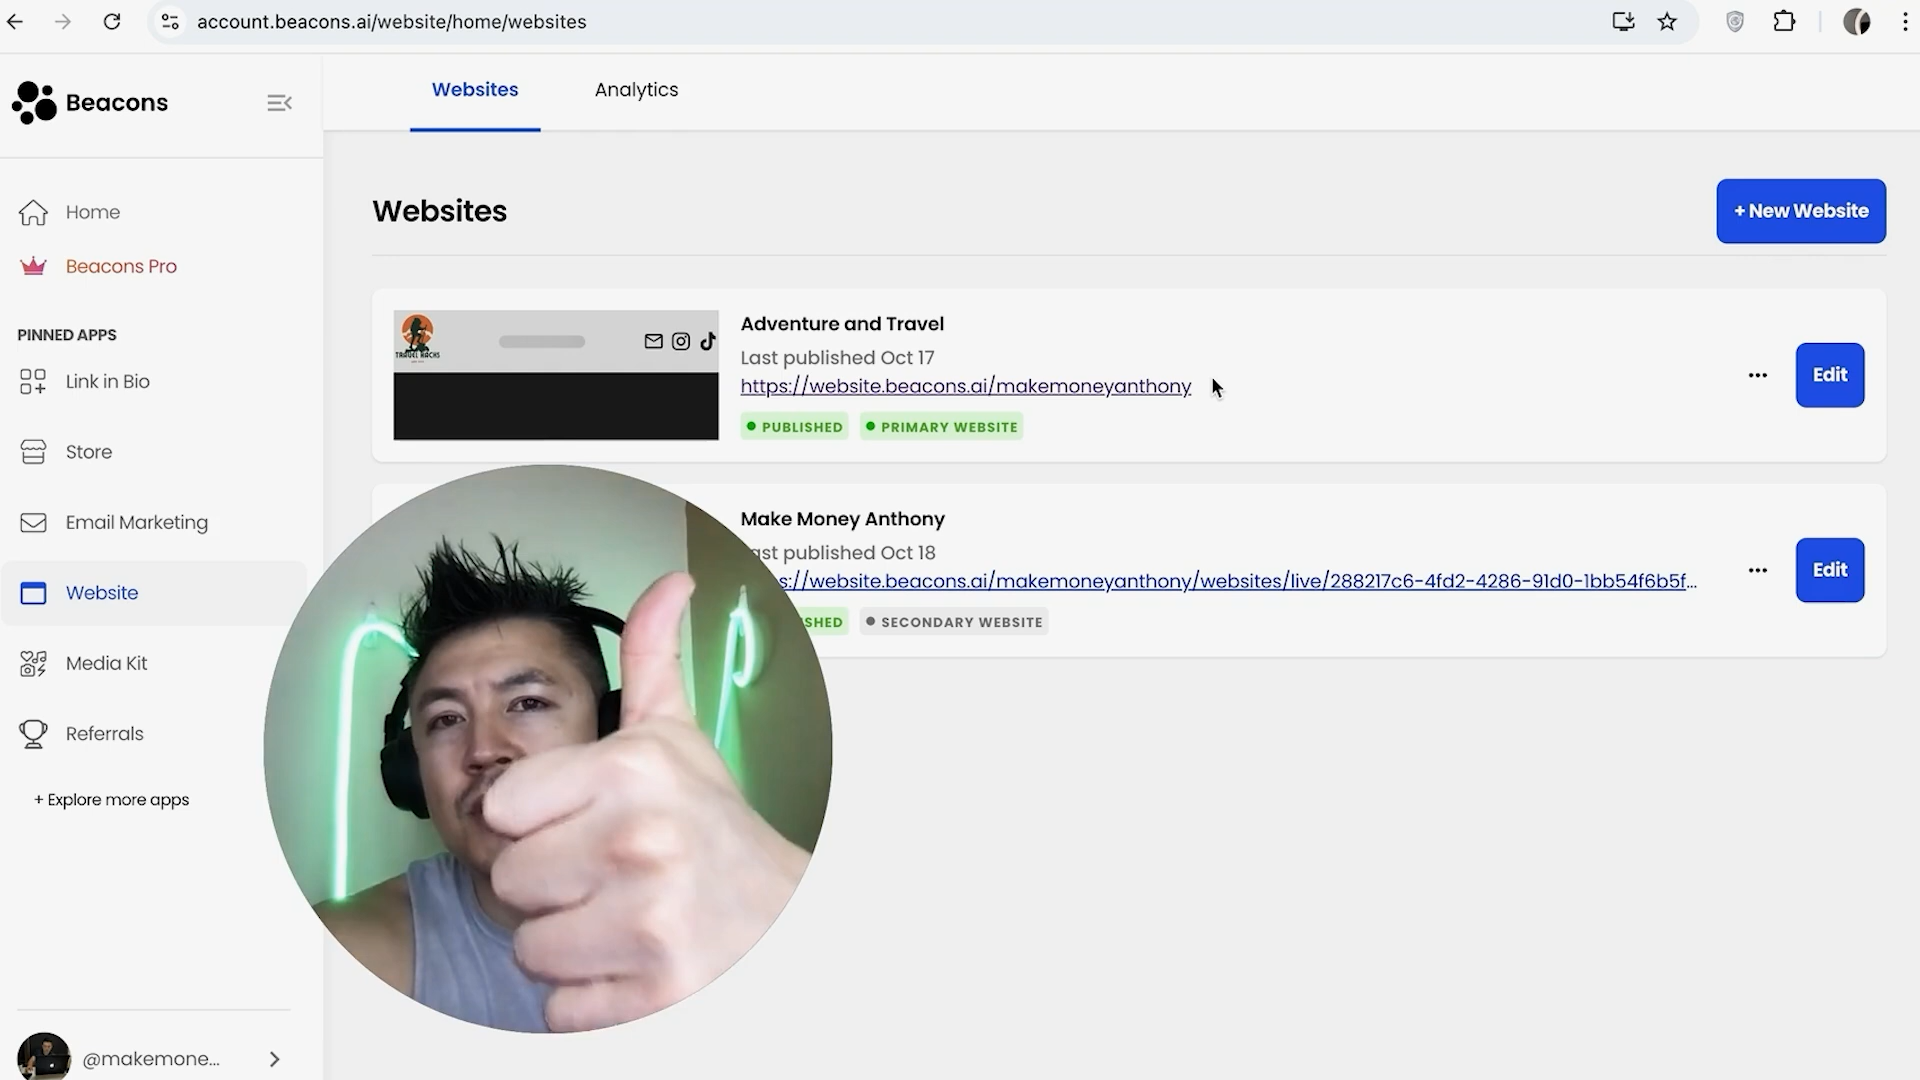 account.beacons.ai/website/home/websites
Beacons
Websites
Analytics
Home
Beacons Pro
PINNED APPS
Link in Bio
Store
Email Marketing
Website
Media Kit
Referrals
+ Explore more apps
@makemone...
Websites
+ New Website
TRAVEL HACKS
Adventure and Travel
Last published Oct 17
https://website.beacons.ai/makemoneyanthony
PUBLISHED
PRIMARY WEBSITE
Edit
Make Money Anthony
ast published Oct 18
s://website.beacons.ai/makemoneyanthony/websites/live/288217c6-4fd2-4286-91d0-1bb54f6b5f...
SHED
SECONDARY WEBSITE
Edit